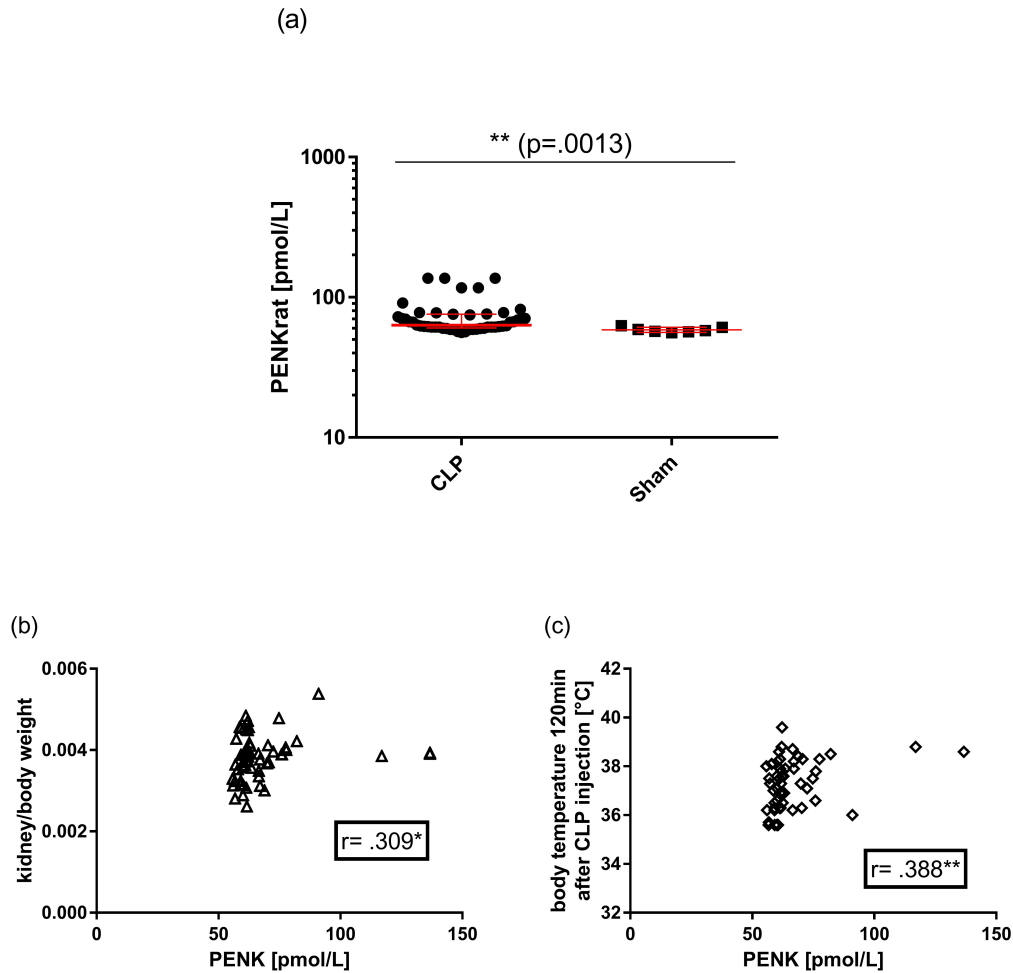 (a)
** (p=.0013)
1000
100
10
PENKrat [pmol/L]
CLP
Sham
(b)
0.006
0.004
0.002
0.000
kidney/body weight
r= .309*
0
50
100
150
PENK [pmol/L]
(c)
42
40
38
36
34
32
body temperature 120min
after CLP injection [°C]
r= .388**
0
50
100
150
PENK [pmol/L]